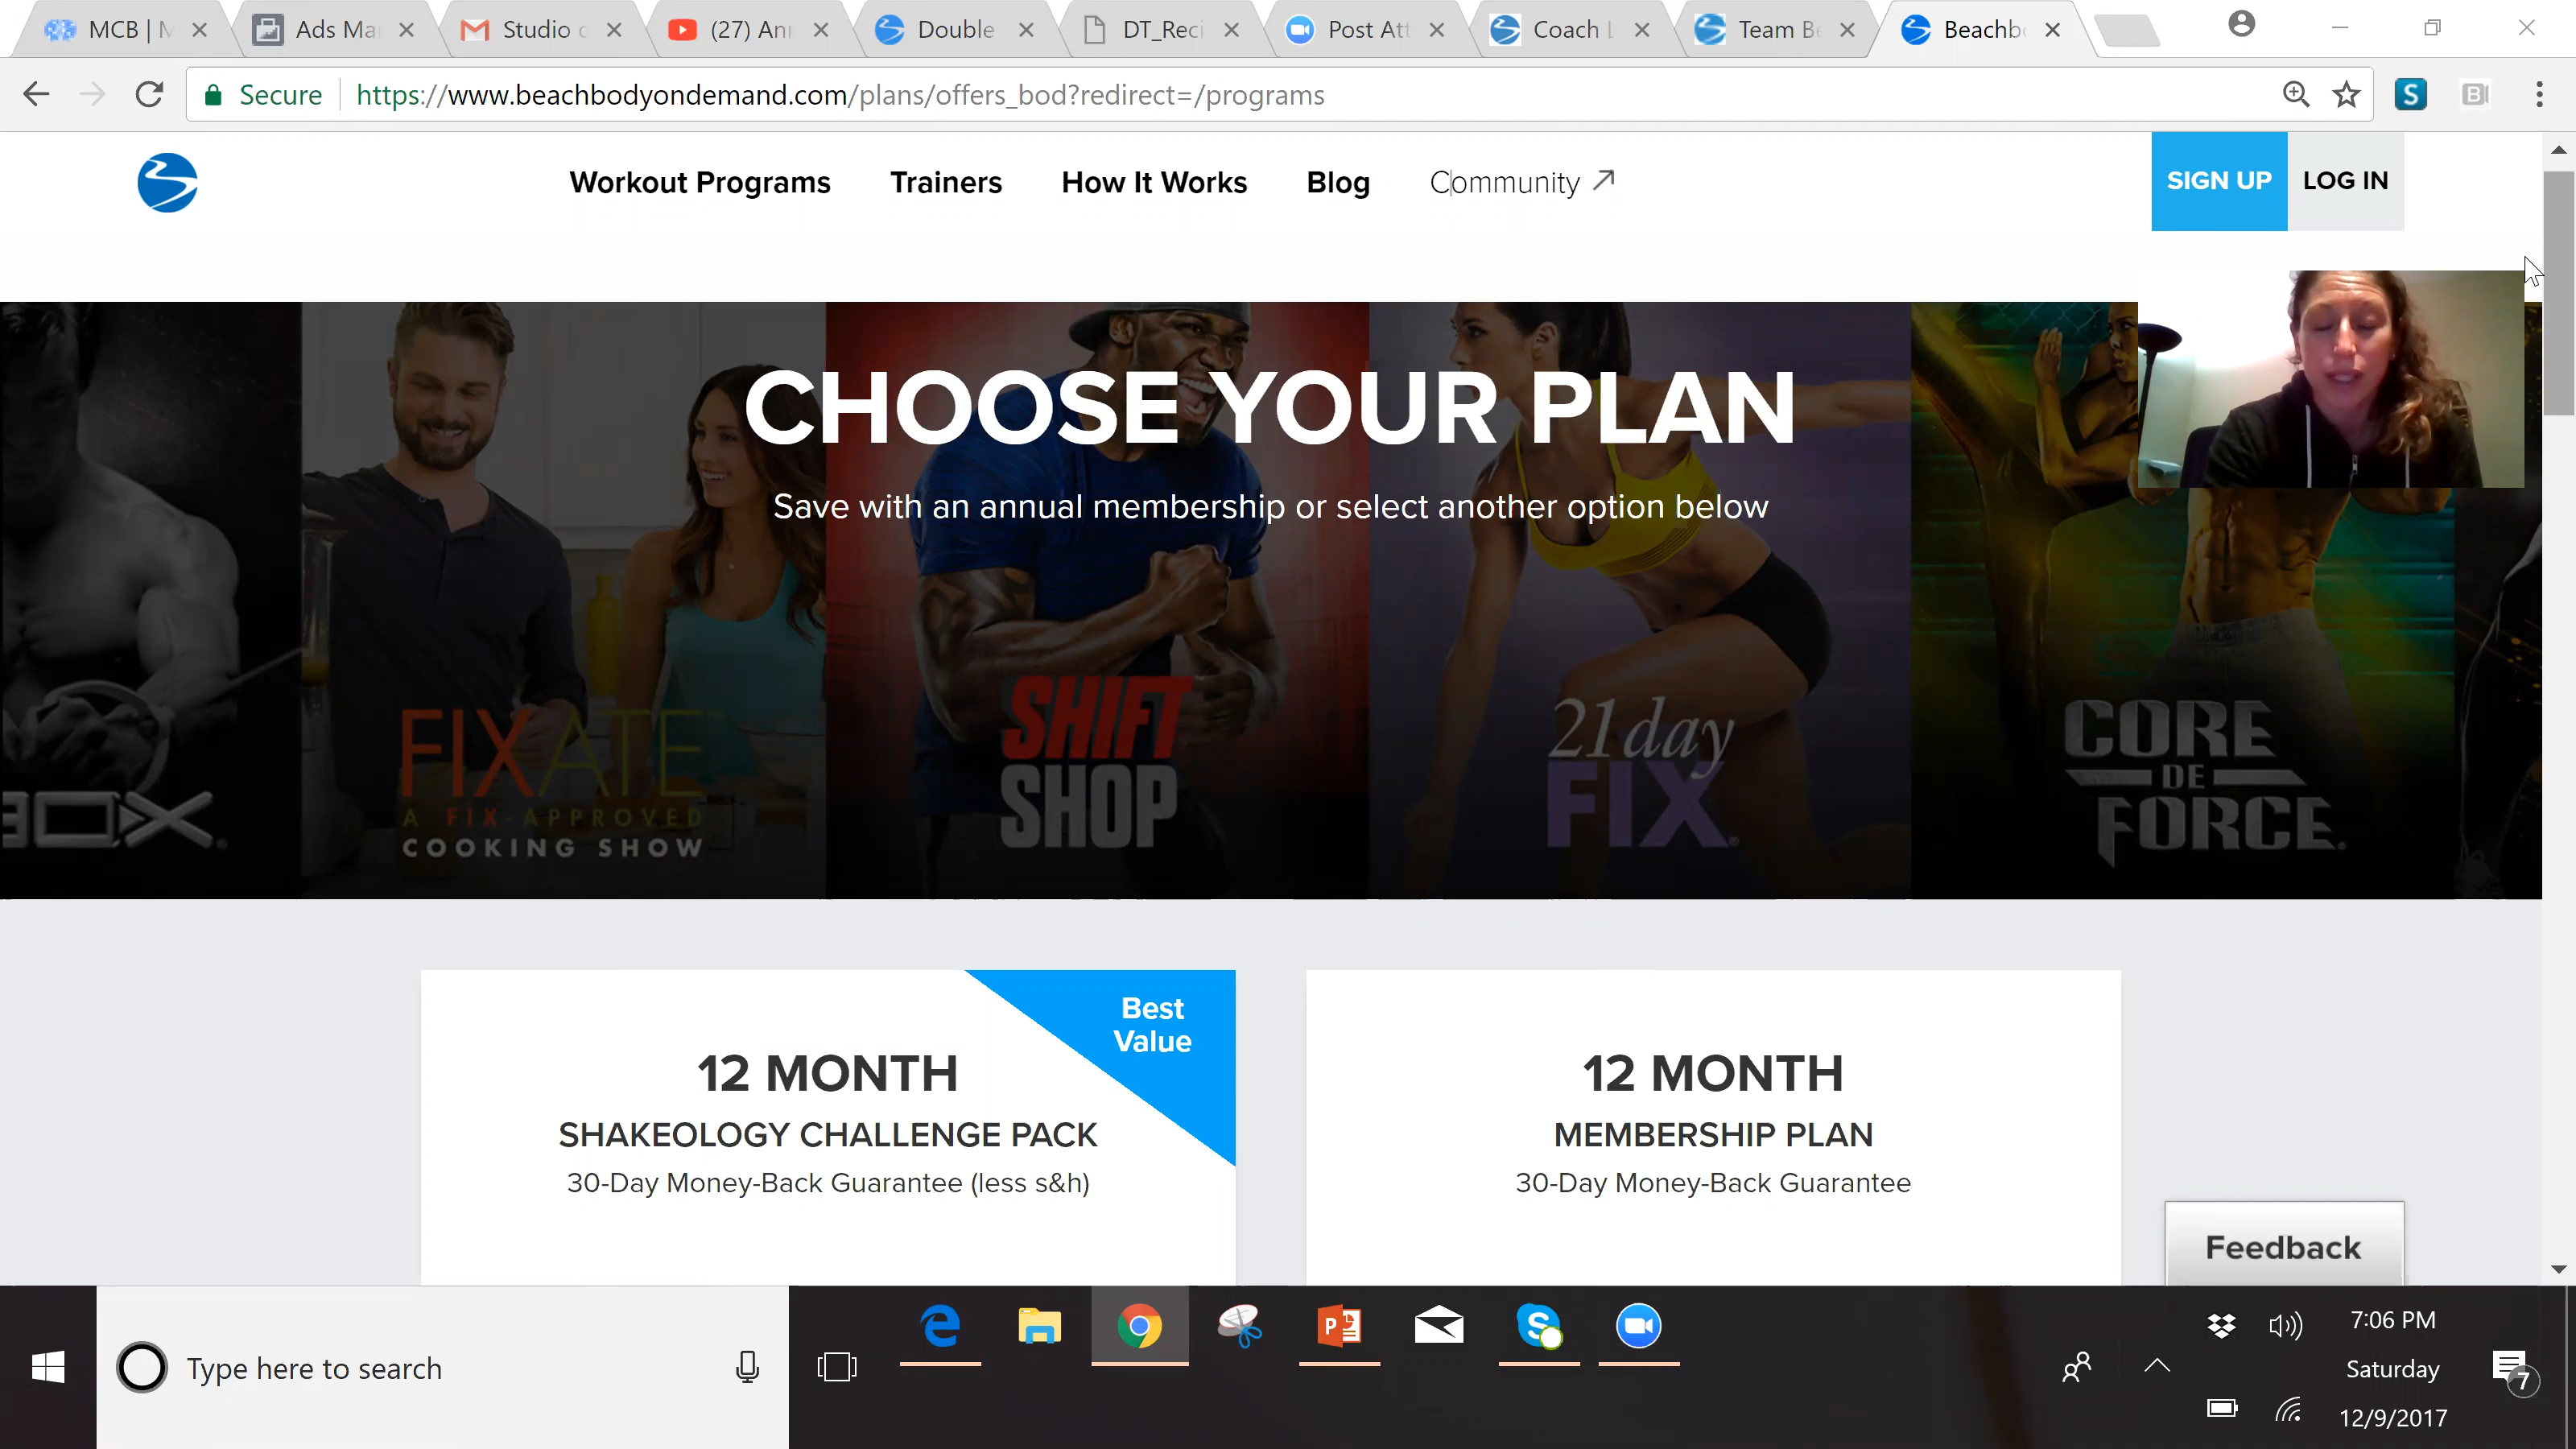 MCB | M
Ads Ma
Studio
(27) An
Double
DT_Reci
Post Att
Coach L
Team Be
Beachb
Secure
https://www.beachbodyondemand.com/plans/offers_bod?redirect=/programs
Workout Programs
Trainers
How It Works
Blog
Community
SIGN UP
LOG IN
CHOOSE YOUR PLAN
Save with an annual membership or select another option below
BOX
FIXATE™
A FIX-APPROVED
COOKING SHOW
SHIFT
SHOP
21 day
FIX®
CORE
DE
FORCE®
Best
Value
12 MONTH
SHAKEOLOGY CHALLENGE PACK
30-Day Money-Back Guarantee (less s&h)
12 MONTH
MEMBERSHIP PLAN
30-Day Money-Back Guarantee
Feedback
Type here to search
7:06 PM
Saturday
12/9/2017
7